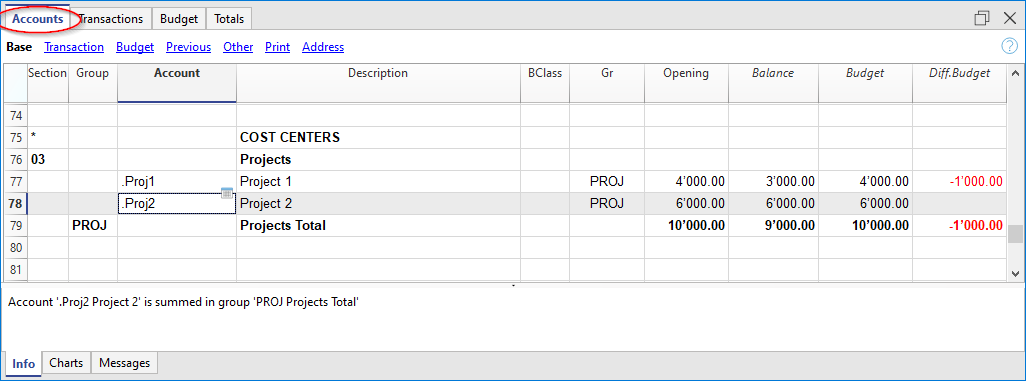 Accounts Transactions Budget Totals
Base Transaction Budget Previous Other Print Address ?
Section Group Account Description BClass Gr Opening Balance Budget Diff.Budget
74
75 * COST CENTERS
76 03 Projects
77 .Proj1 Project 1 PROJ 4’000.00 3’000.00 4’000.00 -1’000.00
78 .Proj2 Project 2 PROJ 6’000.00 6’000.00 6’000.00
79 PROJ Projects Total 10’000.00 9’000.00 10’000.00 -1’000.00
80
81
Account '.Proj2 Project 2' is summed in group 'PROJ Projects Total'
Info Charts Messages